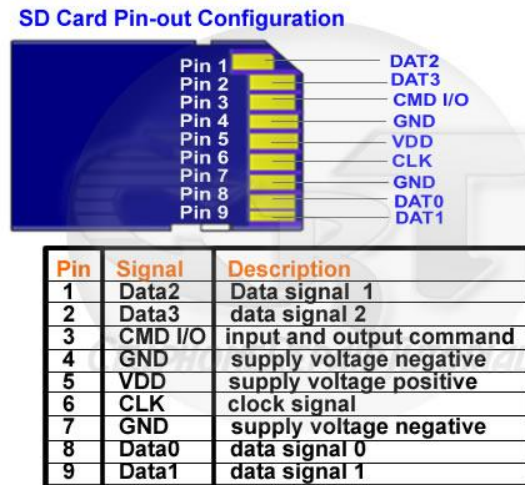 SD Card Pin-out Configuration
Pin 1 DAT2
Pin 2 DAT3
Pin 3 CMD I/O
Pin 4 GND
Pin 5 VDD
Pin 6 CLK
Pin 7 GND
Pin 8 DAT0
Pin 9 DAT1
Pin Signal Description
1 Data2 Data signal 1
2 Data3 data signal 2
3 CMD I/O input and output command
4 GND supply voltage negative
5 VDD supply voltage positive
6 CLK clock signal
7 GND supply voltage negative
8 Data0 data signal 0
9 Data1 data signal 1